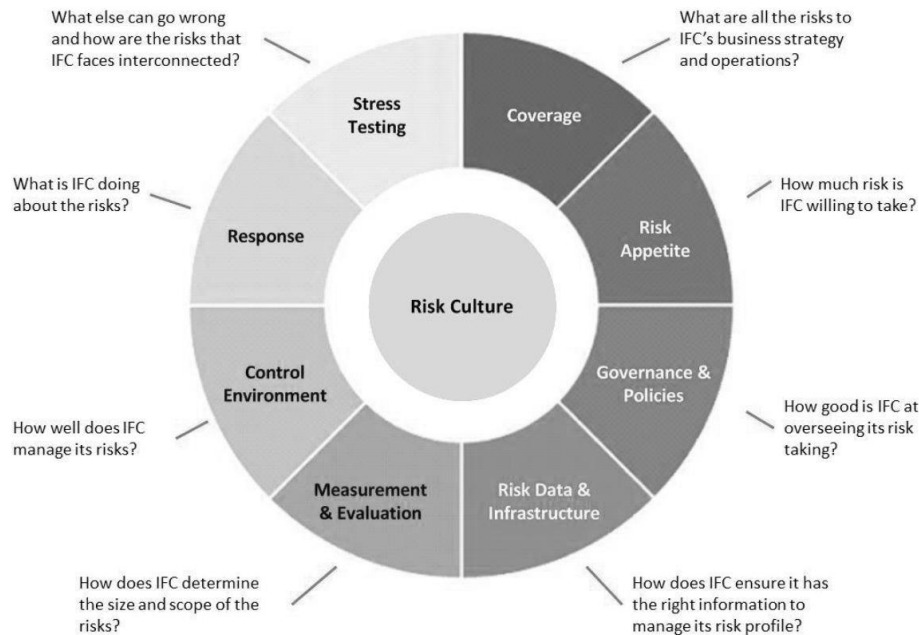 What else can go wrong
and how are the risks that
IFC faces interconnected?
What are all the risks to
IFC's business strategy
and operations?
Stress
Testing
Coverage
What is IFC doing
about the risks?
How much risk is
IFC willing to take?
Response
Risk
Appetite
Risk Culture
Control
Environment
Governance &
Policies
How well does IFC
manage its risks?
How good is IFC at
overseeing its risk
taking?
Measurement
& Evaluation
Risk Data &
Infrastructure
How does IFC determine
the size and scope of the
risks?
How does IFC ensure it has
the right information to
manage its risk profile?